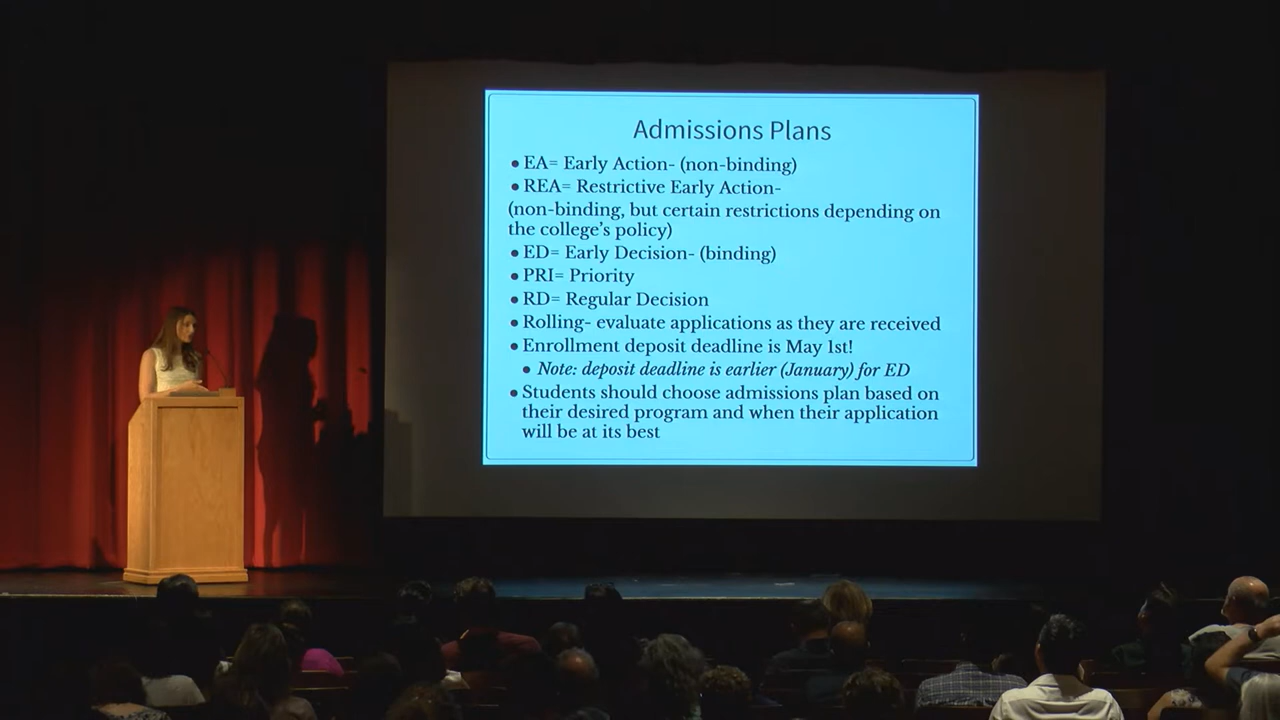 Admissions Plans
• EA= Early Action- (non-binding)
• REA= Restrictive Early Action-
(non-binding, but certain restrictions depending on
the college's policy)
• ED= Early Decision- (binding)
• PRI= Priority
• RD= Regular Decision
• Rolling- evaluate applications as they are received
• Enrollment deposit deadline is May 1st!
• Note: deposit deadline is earlier (January) for ED
• Students should choose admissions plan based on
their desired program and when their application
will be at its best